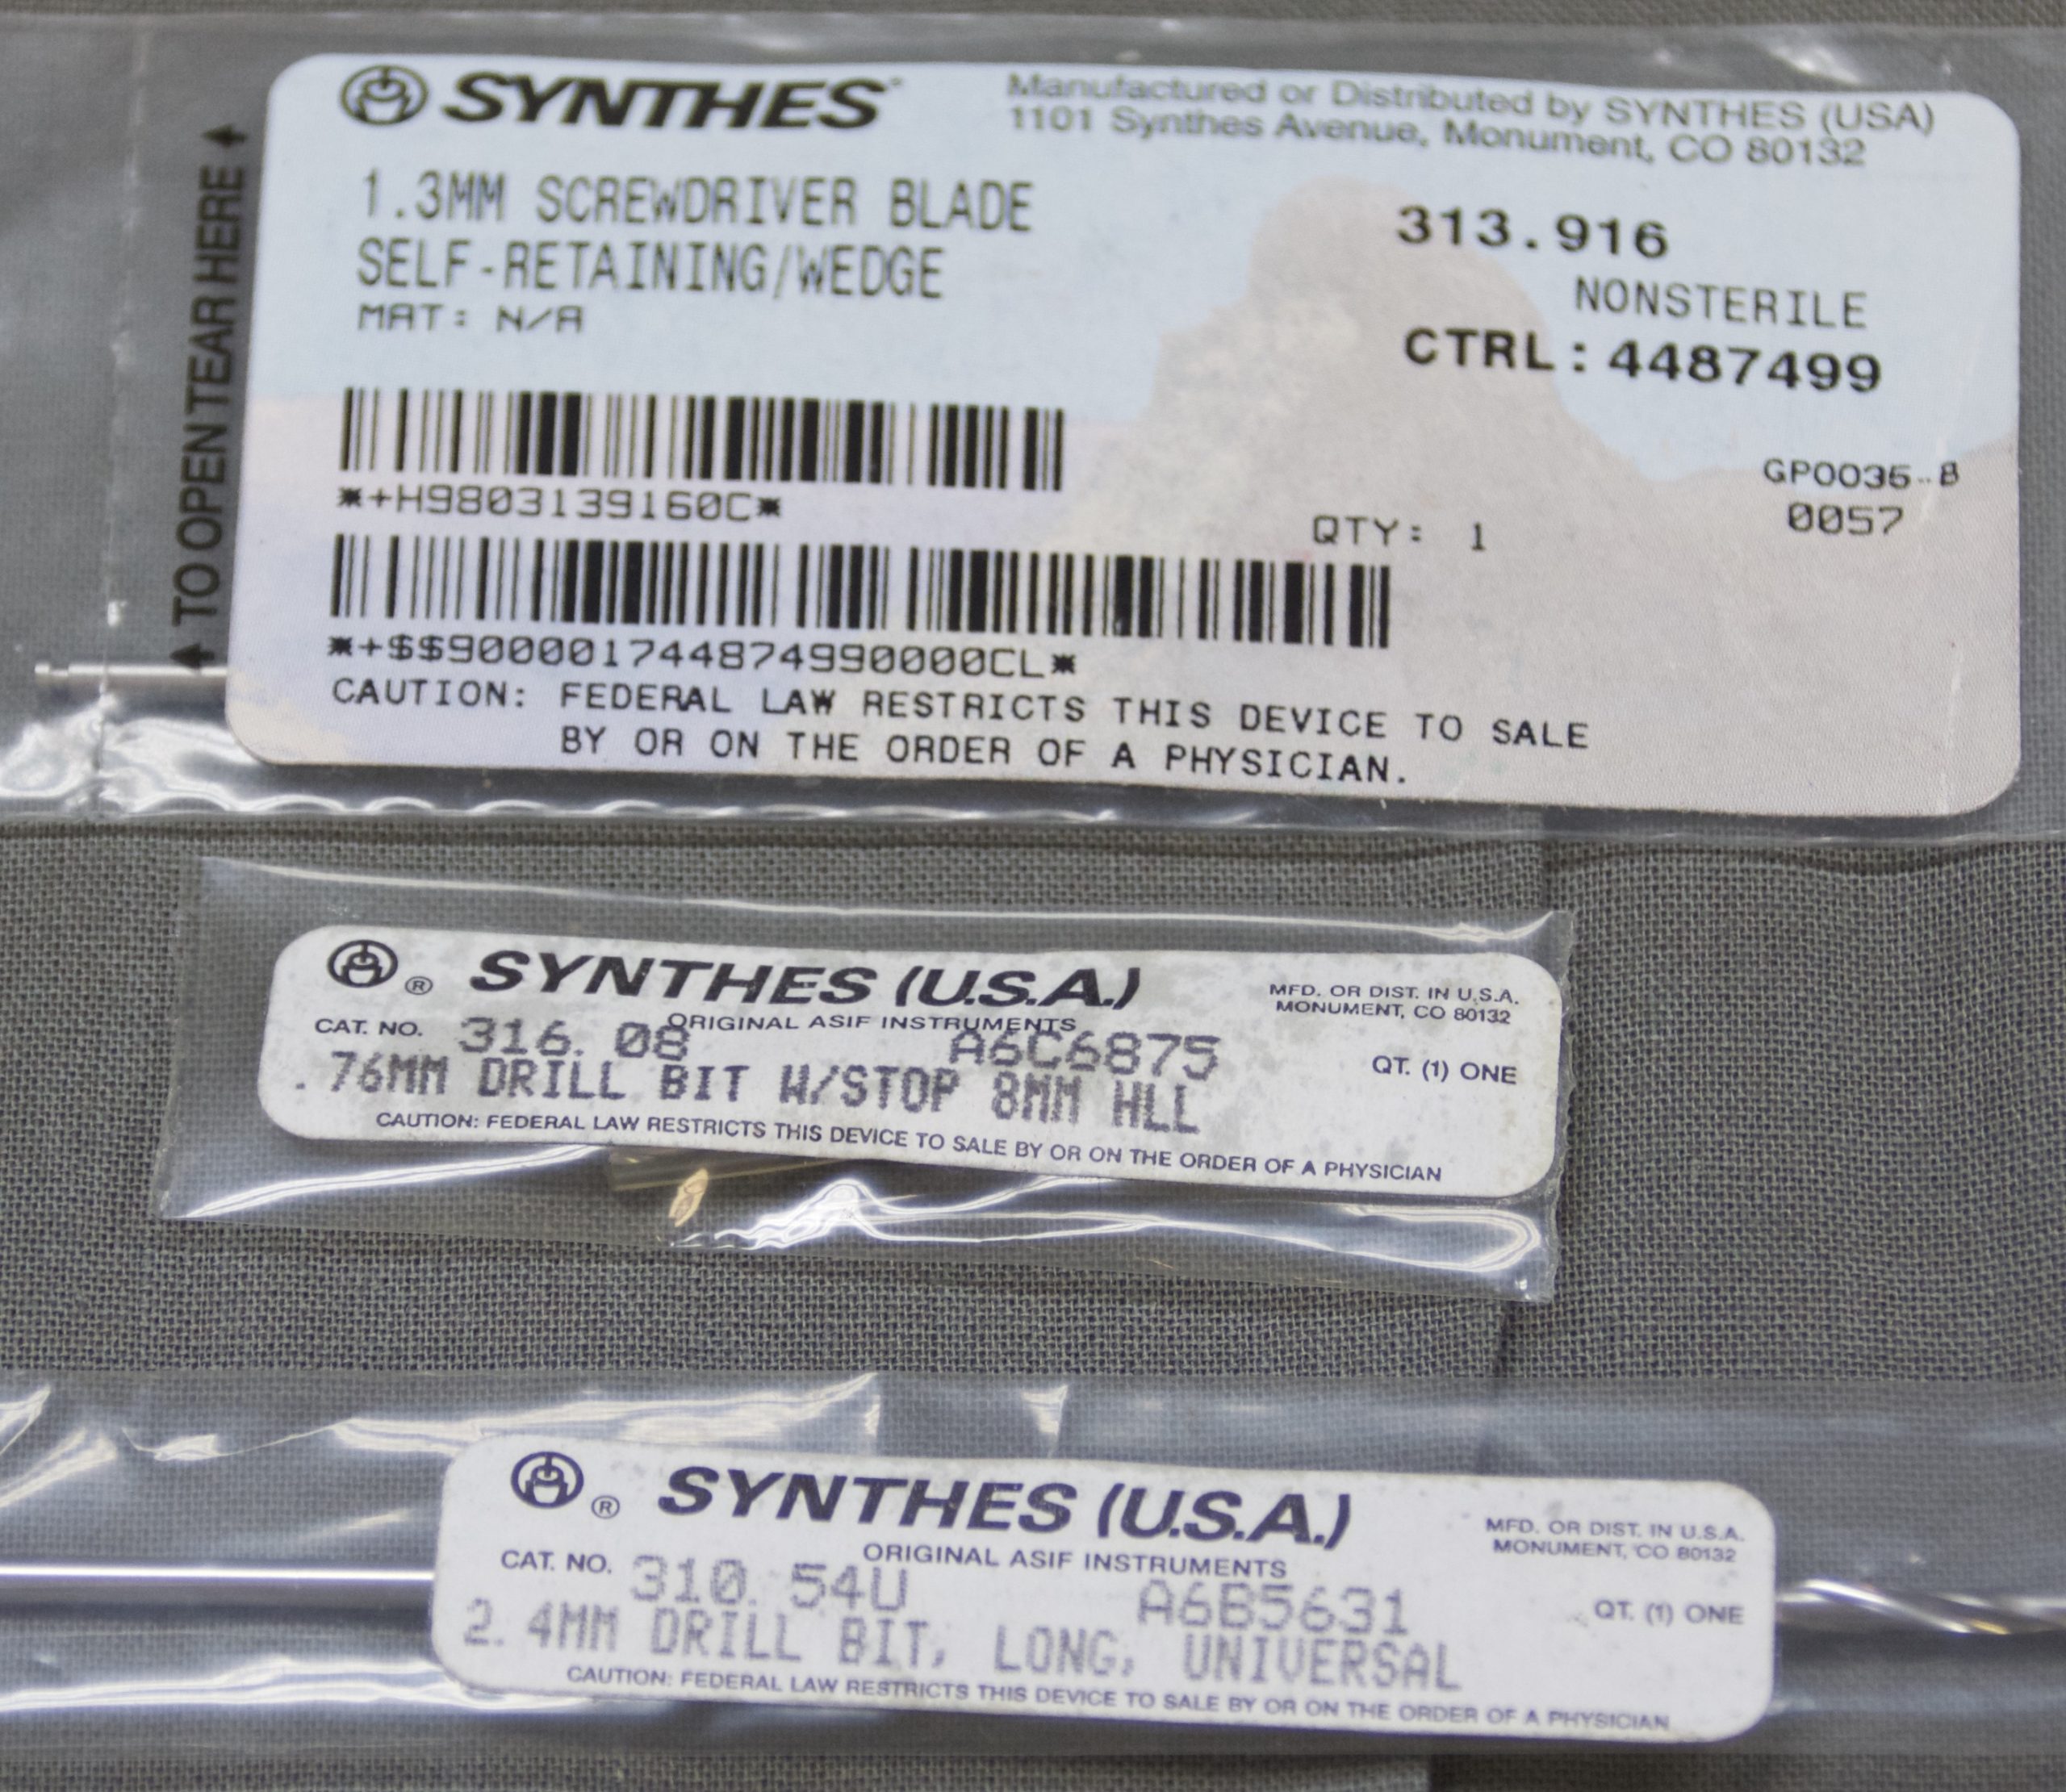 SYNTHES
Manufactured or Distributed by SYNTHES (USA)
1101 Synthes Avenue, Monument, CO 80132
TO OPEN TEAR HERE
1.3MM SCREWDRIVER BLADE
SELF-RETAINING/WEDGE
MAT: N/A
313.916
NONSTERILE
CTRL: 4487499
*+H9803139160C*
GP0035-B
0057
QTY: 1
*+$$900001744874990000CL*
CAUTION: FEDERAL LAW RESTRICTS THIS DEVICE TO SALE
BY OR ON THE ORDER OF A PHYSICIAN.
® SYNTHES (U.S.A.)
MFD. OR DIST. IN U.S.A.
MONUMENT, CO 80132
ORIGINAL ASIF INSTRUMENTS
CAT. NO. 316.08 A6C6875
QT. (1) ONE
.76MM DRILL BIT W/STOP 8MM HLL
CAUTION: FEDERAL LAW RESTRICTS THIS DEVICE TO SALE BY OR ON THE ORDER OF A PHYSICIAN
® SYNTHES (U.S.A.)
MFD. OR DIST. IN U.S.A.
MONUMENT, CO 80132
ORIGINAL ASIF INSTRUMENTS
CAT. NO. 310.54U A6B5631
QT. (1) ONE
2.4MM DRILL BIT, LONG, UNIVERSAL
CAUTION: FEDERAL LAW RESTRICTS THIS DEVICE TO SALE BY OR ON THE ORDER OF A PHYSICIAN